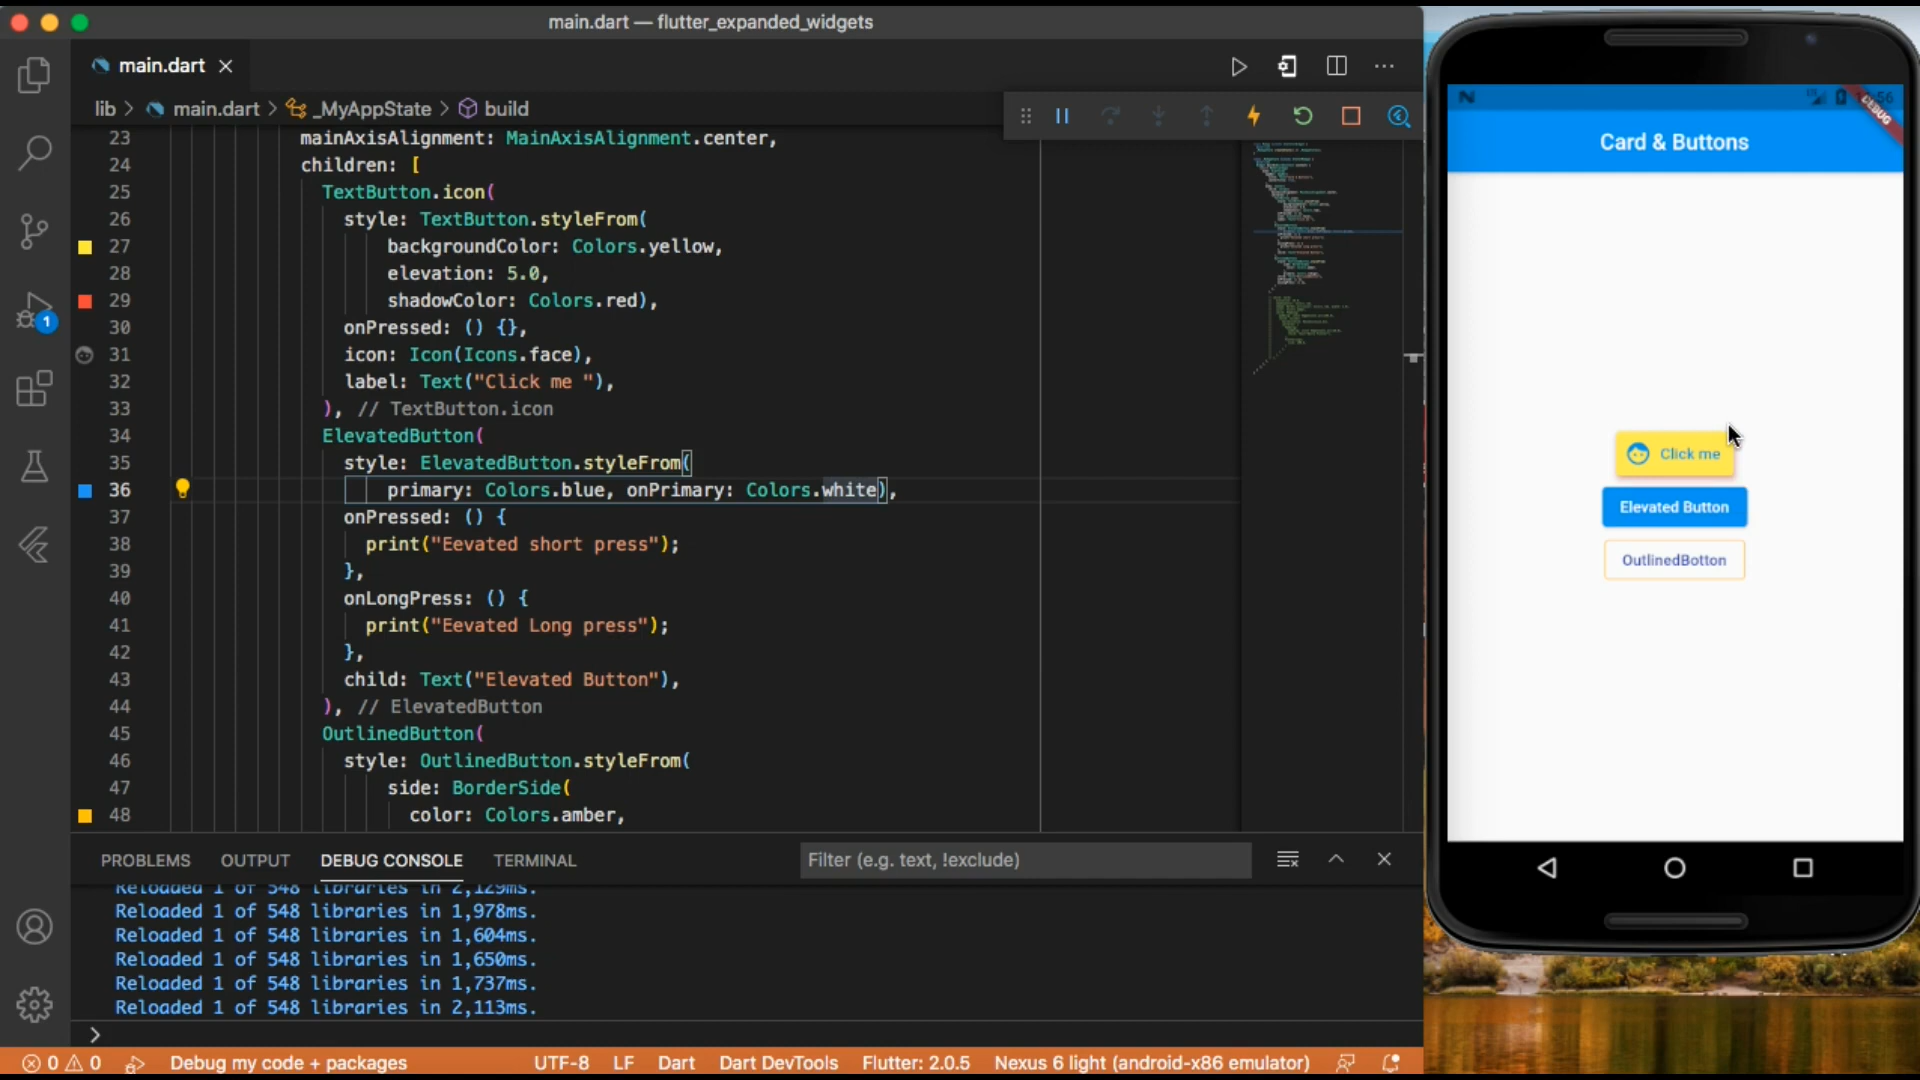 main.dart — flutter_expanded_widgets
main.dart
lib > main.dart > _MyAppState > build
23 mainAxisAlignment: MainAxisAlignment.center,
24 children: [
25 TextButton.icon(
26 style: TextButton.styleFrom(
27 backgroundColor: Colors.yellow,
28 elevation: 5.0,
29 shadowColor: Colors.red),
30 onPressed: () {},
31 icon: Icon(Icons.face),
32 label: Text("Click me "),
33 ), // TextButton.icon
34 ElevatedButton(
35 style: ElevatedButton.styleFrom(
36 primary: Colors.blue, onPrimary: Colors.white),
37 onPressed: () {
38 print("Eevated short press");
39 },
40 onLongPress: () {
41 print("Eevated Long press");
42 },
43 child: Text("Elevated Button"),
44 ), // ElevatedButton
45 OutlinedButton(
46 style: OutlinedButton.styleFrom(
47 side: BorderSide(
48 color: Colors.amber,
1
PROBLEMS OUTPUT DEBUG CONSOLE TERMINAL
Filter (e.g. text, !exclude)
Reloaded 1 of 548 libraries in 2,129ms.
Reloaded 1 of 548 libraries in 1,978ms.
Reloaded 1 of 548 libraries in 1,604ms.
Reloaded 1 of 548 libraries in 1,650ms.
Reloaded 1 of 548 libraries in 1,737ms.
Reloaded 1 of 548 libraries in 2,113ms.
>
0 0 Debug my code + packages UTF-8 LF Dart Dart DevTools Flutter: 2.0.5 Nexus 6 light (android-x86 emulator)
DEBUG
Card & Buttons
Click me
Elevated Button
OutlinedBotton